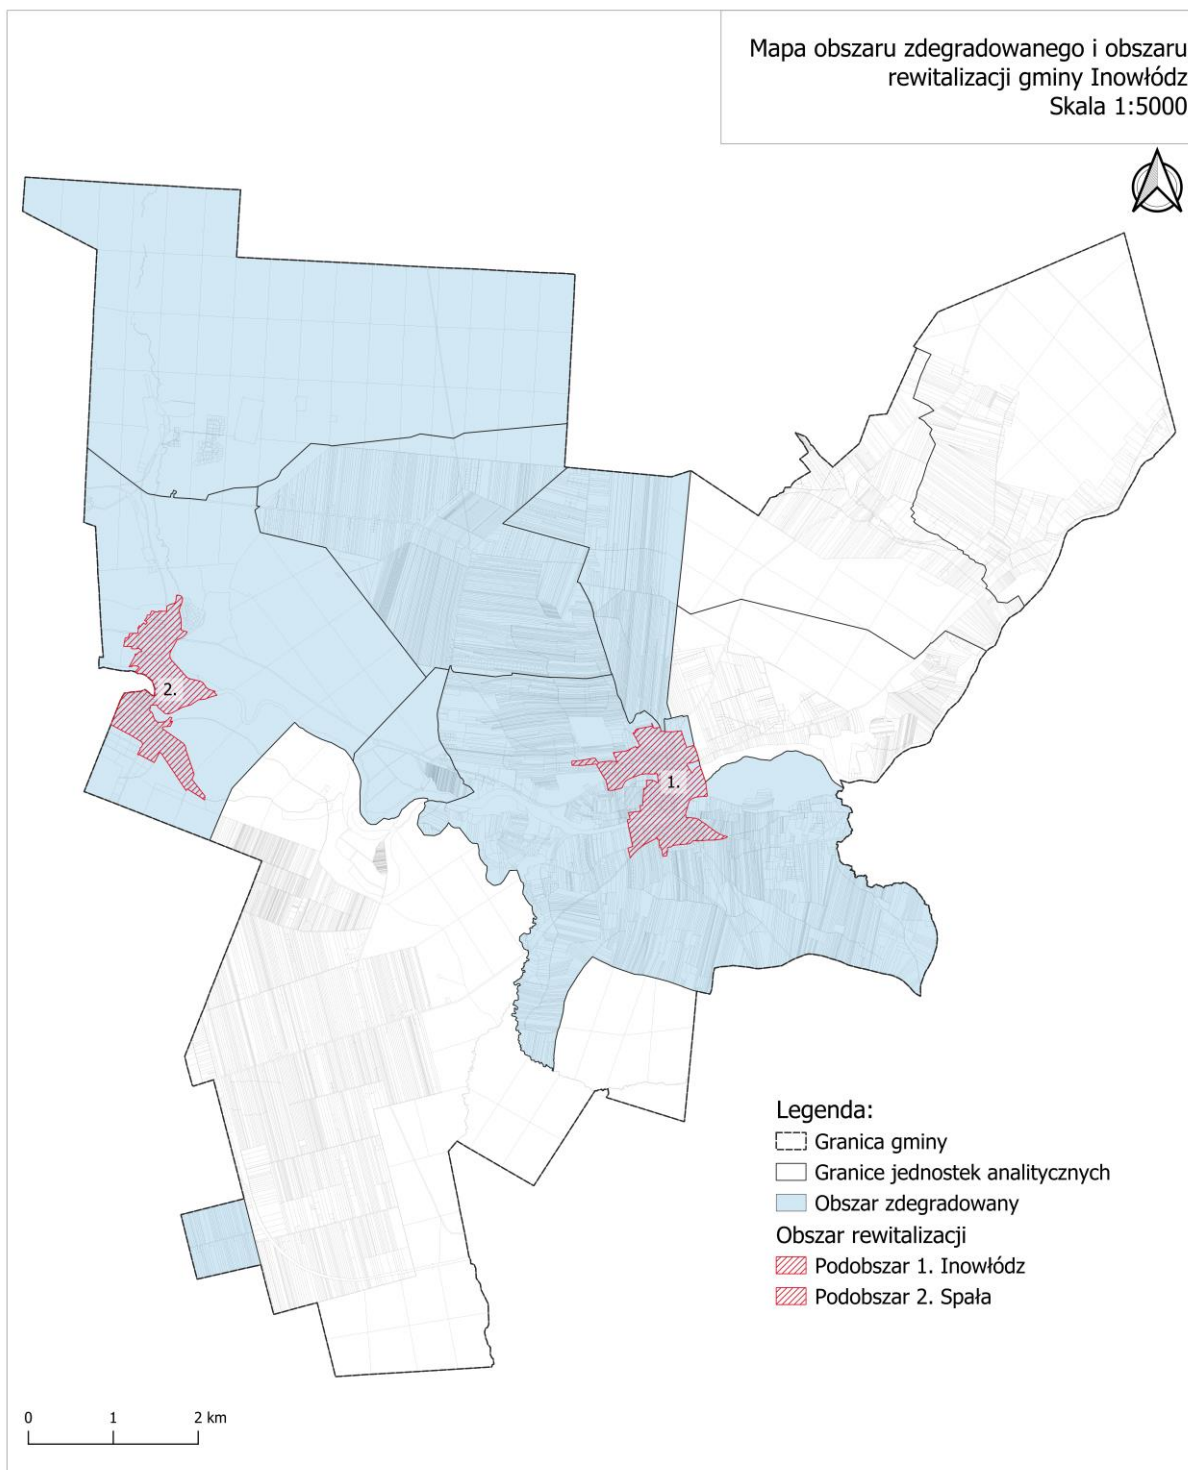 Mapa obszaru zdegradowanego i obszaru
rewitalizacji gminy Inowłódz
Skala 1:5000
2.
1.
Legenda:
Granica gminy
Granice jednostek analitycznych
Obszar zdegradowany
Obszar rewitalizacji
Podobszar 1. Inowłódz
Podobszar 2. Spała
0 1 2 km